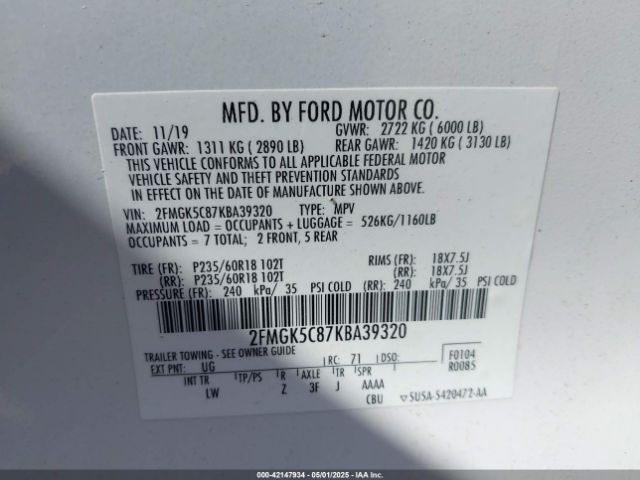 MFD. BY FORD MOTOR CO.
DATE: 11/19 GVWR: 2722 KG ( 6000 LB)
FRONT GAWR: 1311 KG ( 2890 LB) REAR GAWR: 1420 KG ( 3130 LB)
THIS VEHICLE CONFORMS TO ALL APPLICABLE FEDERAL MOTOR
VEHICLE SAFETY AND THEFT PREVENTION STANDARDS
IN EFFECT ON THE DATE OF MANUFACTURE SHOWN ABOVE.
VIN: 2FMGK5C87KBA39320 TYPE: MPV
MAXIMUM LOAD = OCCUPANTS + LUGGAGE = 526KG/1160LB
OCCUPANTS = 7 TOTAL; 2 FRONT, 5 REAR
TIRE (FR): P235/60R18 102T RIMS (FR): 18X7.5J
(RR): P235/60R18 102T (RR): 18X7.5J
PRESSURE (FR): 240 kPa/ 35 PSI COLD (RR): 240 kPa/ 35 PSI COLD
2FMGK5C87KBA39320
TRAILER TOWING - SEE OWNER GUIDE
EXT PNT: UG RC: 71 DSO: F0104
R0085
INT TR TP/PS R AXLE TR SPR
LW Z 3F J AAAA
CBU 5U5A-5420472-AA
000-42147934 - 05/01/2025 - IAA Inc.